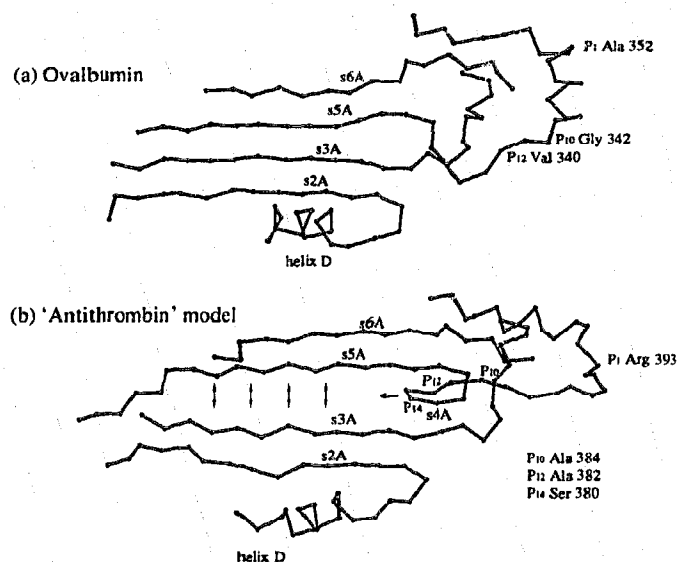 (a) Ovalbumin
P1 Ala 352
s6A
s5A
P10 Gly 342
s3A
P12 Val 340
s2A
helix D
(b) 'Antithrombin' model
s6A
s5A
P1 Arg 393
P12
P10
P14
s4A
s3A
s2A
P10 Ala 384
P12 Ala 382
P14 Ser 380
helix D